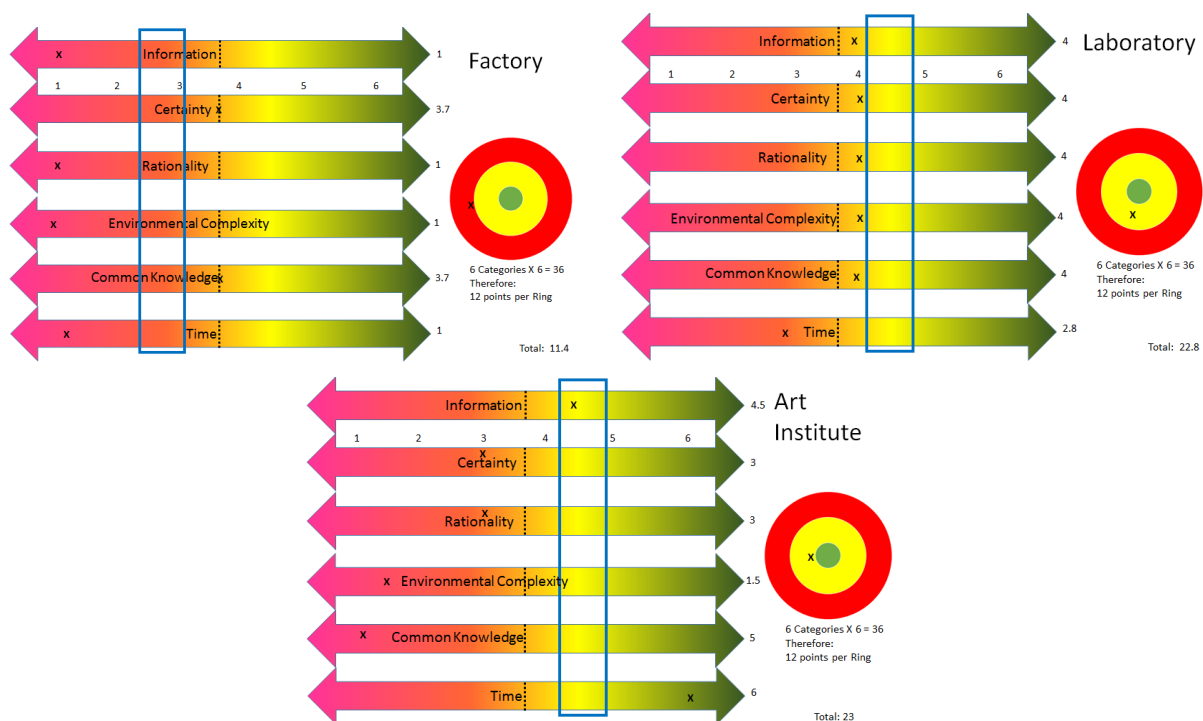 Factory
Information
1
1 2 3 4 5 6
Certainty x
3.7
x
Rationality
1
x
Environmental Complexity
1
x
Common Knowledge x
3.7
x
Time
1
x
x
6 Categories X 6 = 36
Therefore:
12 points per Ring
Total: 11.4
Laboratory
Information x
4
1 2 3 4 5 6
Certainty x
4
Rationality x
4
Environmental Complexity x
4
Common Knowledge x
4
x Time
2.8
x
6 Categories X 6 = 36
Therefore:
12 points per Ring
Total: 22.8
Art
Institute
Information x
4.5
1 2 3 4 5 6
x
Certainty
3
x
Rationality
3
x Environmental Complexity
1.5
x Common Knowledge
5
Time x
6
x
6 Categories X 6 = 36
Therefore:
12 points per Ring
Total: 23